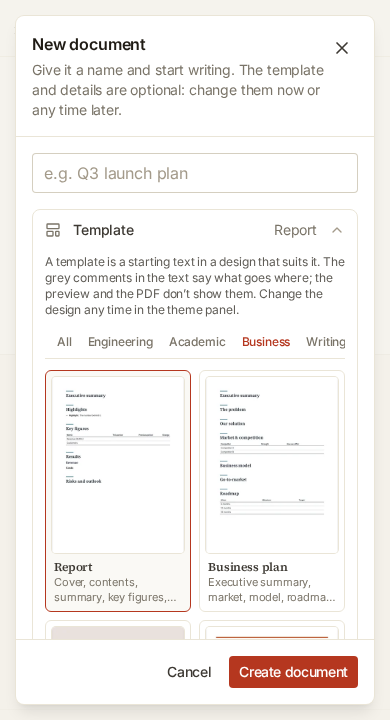 New document
Give it a name and start writing. The template
and details are optional: change them now or
any time later.
e.g. Q3 launch plan
Template
Report
A template is a starting text in a design that suits it. The
grey comments in the text say what goes where; the
preview and the PDF don't show them. Change the
design any time in the theme panel.
All Engineering Academic Business Writing
Executive summary
Highlights
Key figures
Results
Risks and outlook
Executive summary
The problem
Our solution
Market & competition
Business model
Go-to-market
Roadmap
Report
Cover, contents,
summary, key figures,...
Business plan
Executive summary,
market, model, roadma...
Cancel
Create document